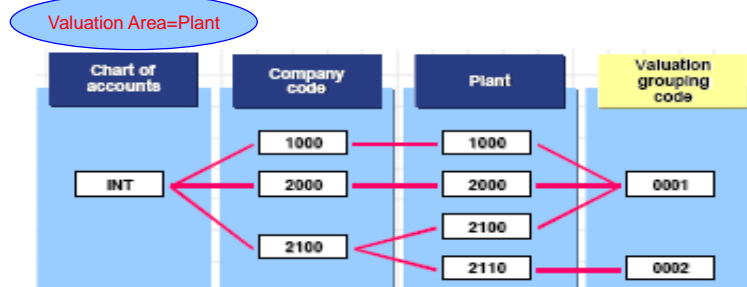 Valuation Area=Plant
Chart of
accounts
Company
code
Plant
Valuation
grouping
code
1000
1000
INT
2000
2000
0001
2100
2100
2110
0002